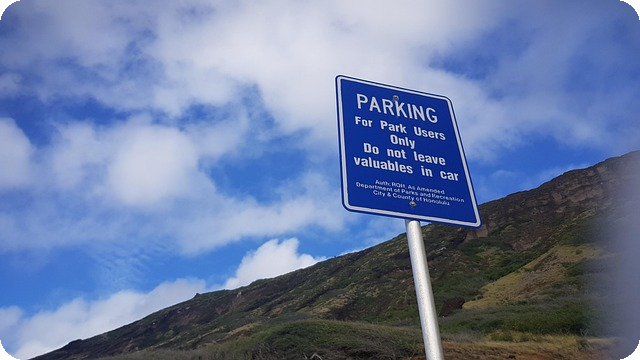 PARKING
For Park Users
Only
Do not leave
valuables in car
Auth: ROH, As Amended
Department of Parks and Recreation
City & County of Honolulu